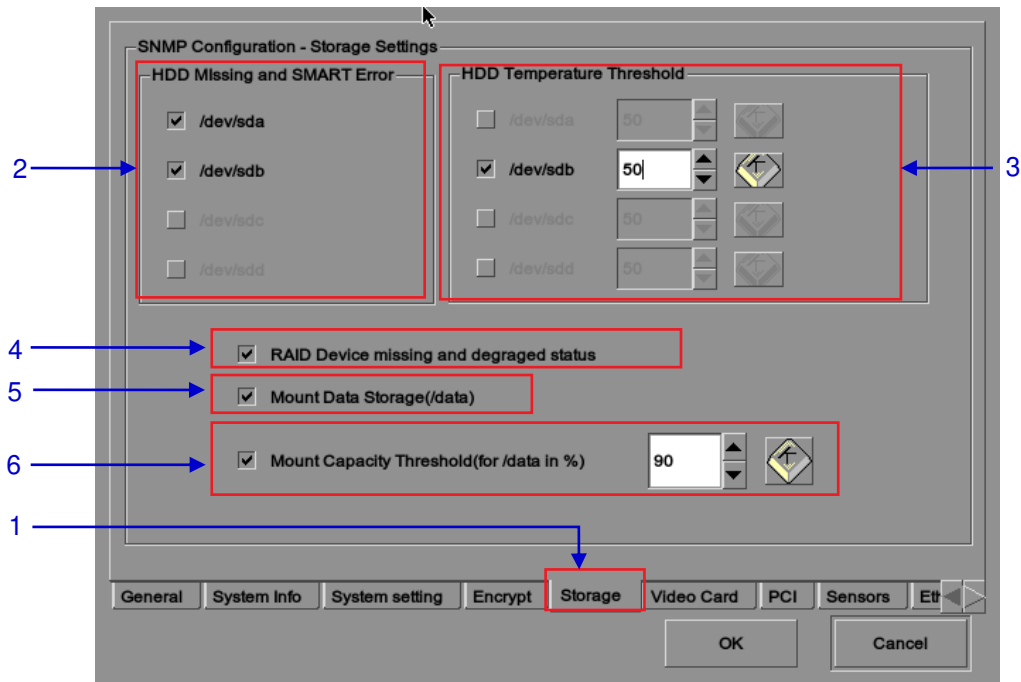 SNMP Configuration - Storage Settings
HDD MIssing and SMART Error
HDD Temperature Threshold
/dev/sda
/dev/sda 50
2
/dev/sdb
/dev/sdb 50
3
/dev/sdc
/dev/sdc 50
/dev/sdd
/dev/sdd 50
4
RAID Device missing and degraged status
5
Mount Data Storage(/data)
6
Mount Capacity Threshold(for /data in %) 90
1
General System Info System setting Encrypt Storage Video Card PCI Sensors Eth
OK Cancel